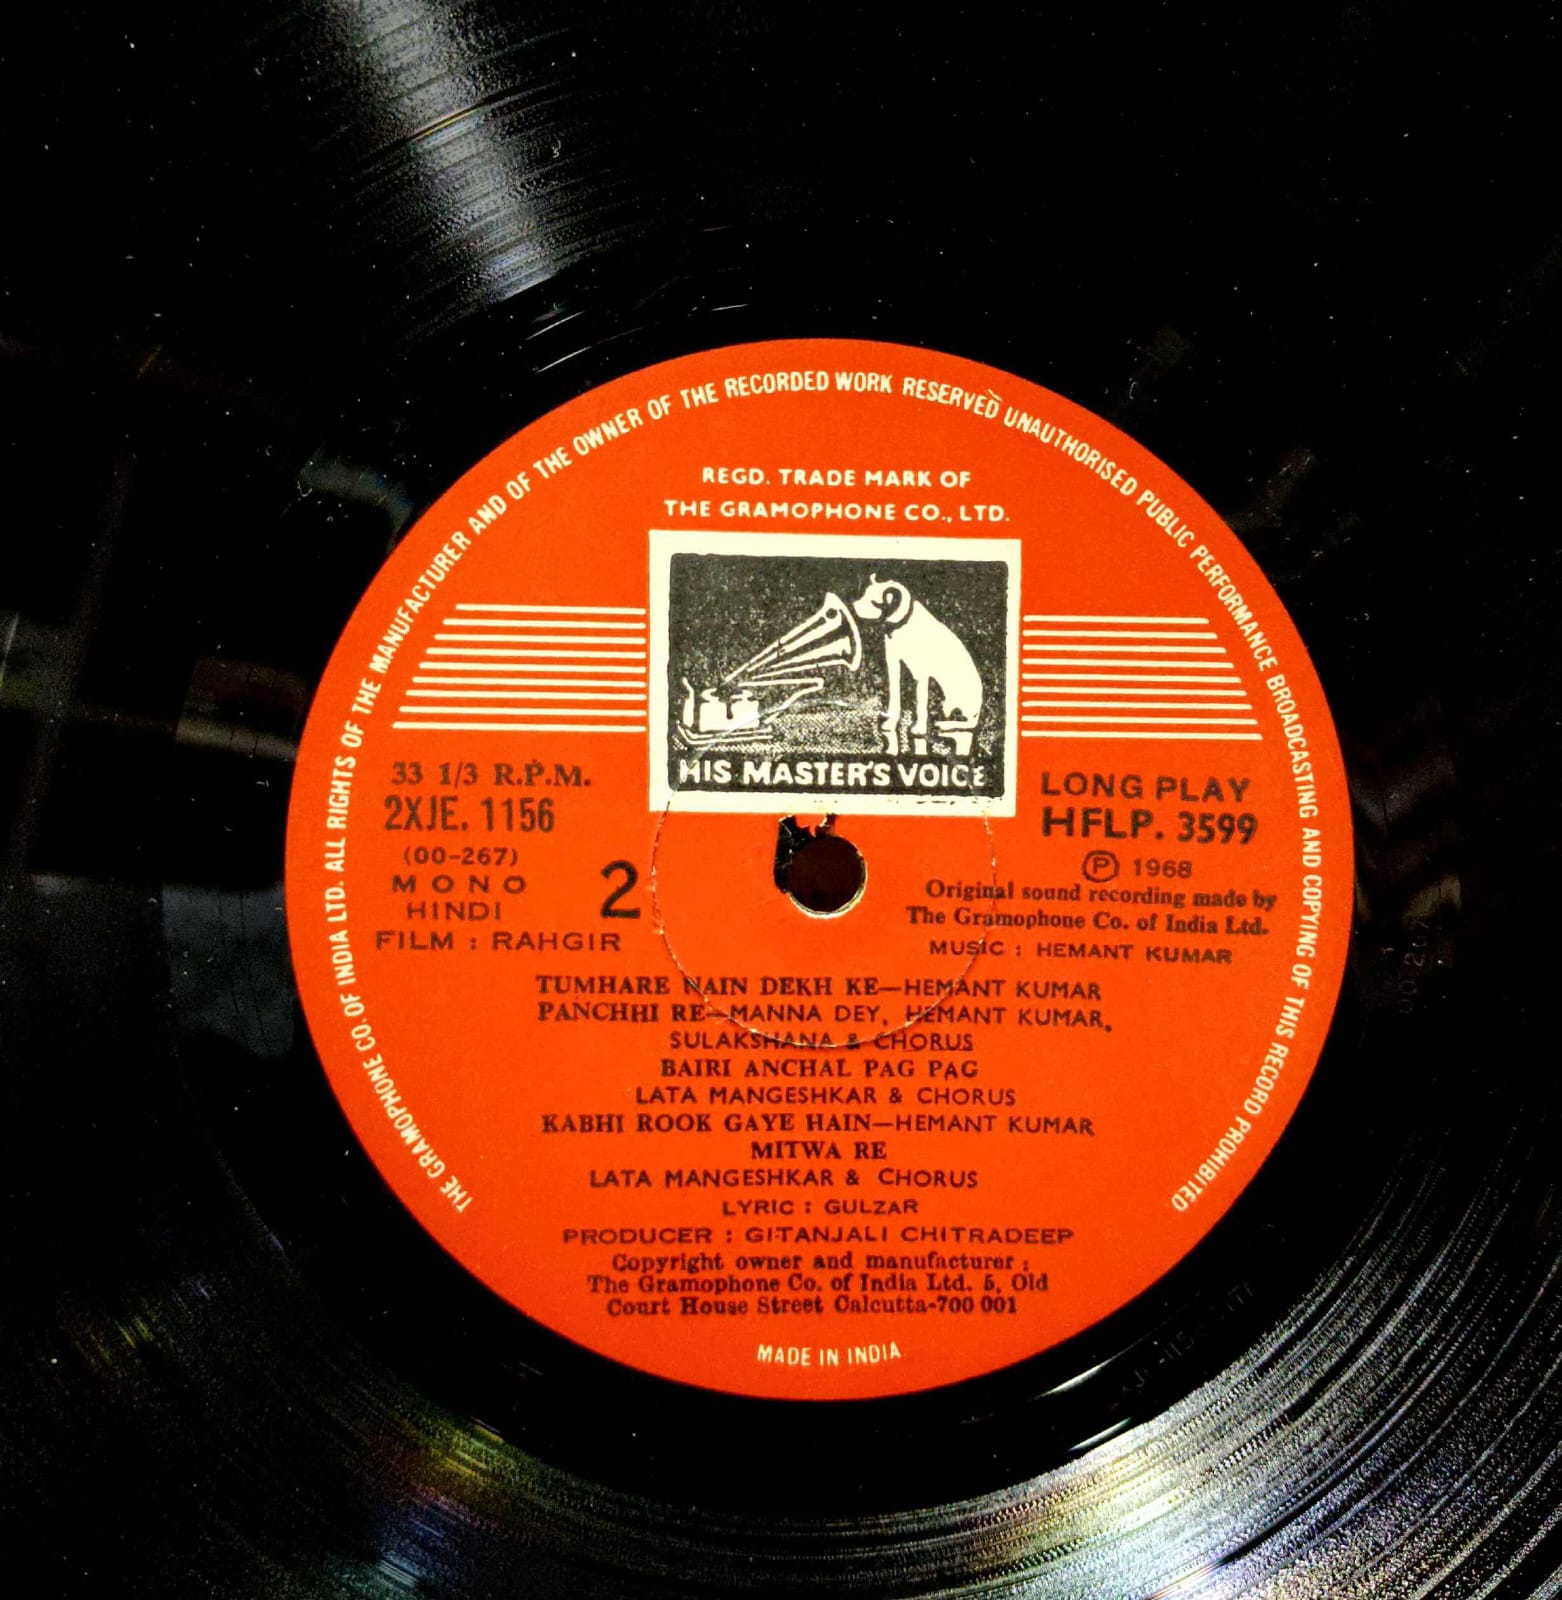 THE GRAMOPHONE CO. OF INDIA LTD. ALL RIGHTS OF THE MANUFACTURER AND OF THE OWNER OF THE RECORDED WORK RESERVED UNAUTHORISED PUBLIC PERFORMANCE BROADCASTING AND COPYING OF THIS RECORD PROHIBITED
REGD. TRADE MARK OF
THE GRAMOPHONE CO., LTD.
HIS MASTER'S VOICE
33 1/3 R.P.M.
2XJE. 1156
(00-267)
MONO
HINDI
2
FILM : RAHGIR
LONG PLAY
HFLP. 3599
Ⓟ 1968
Original sound recording made by
The Gramophone Co. of India Ltd.
MUSIC : HEMANT KUMAR
TUMHARE NAIN DEKH KE—HEMANT KUMAR
PANCHHI RE—MANNA DEY, HEMANT KUMAR,
SULAKSHANA & CHORUS
BAIRI ANCHAL PAG PAG
LATA MANGESHKAR & CHORUS
KABHI ROOK GAYE HAIN—HEMANT KUMAR
MITWA RE
LATA MANGESHKAR & CHORUS
LYRIC : GULZAR
PRODUCER : GITANJALI CHITRADEEP
Copyright owner and manufacturer :
The Gramophone Co. of India Ltd. 5, Old
Court House Street Calcutta-700 001
MADE IN INDIA